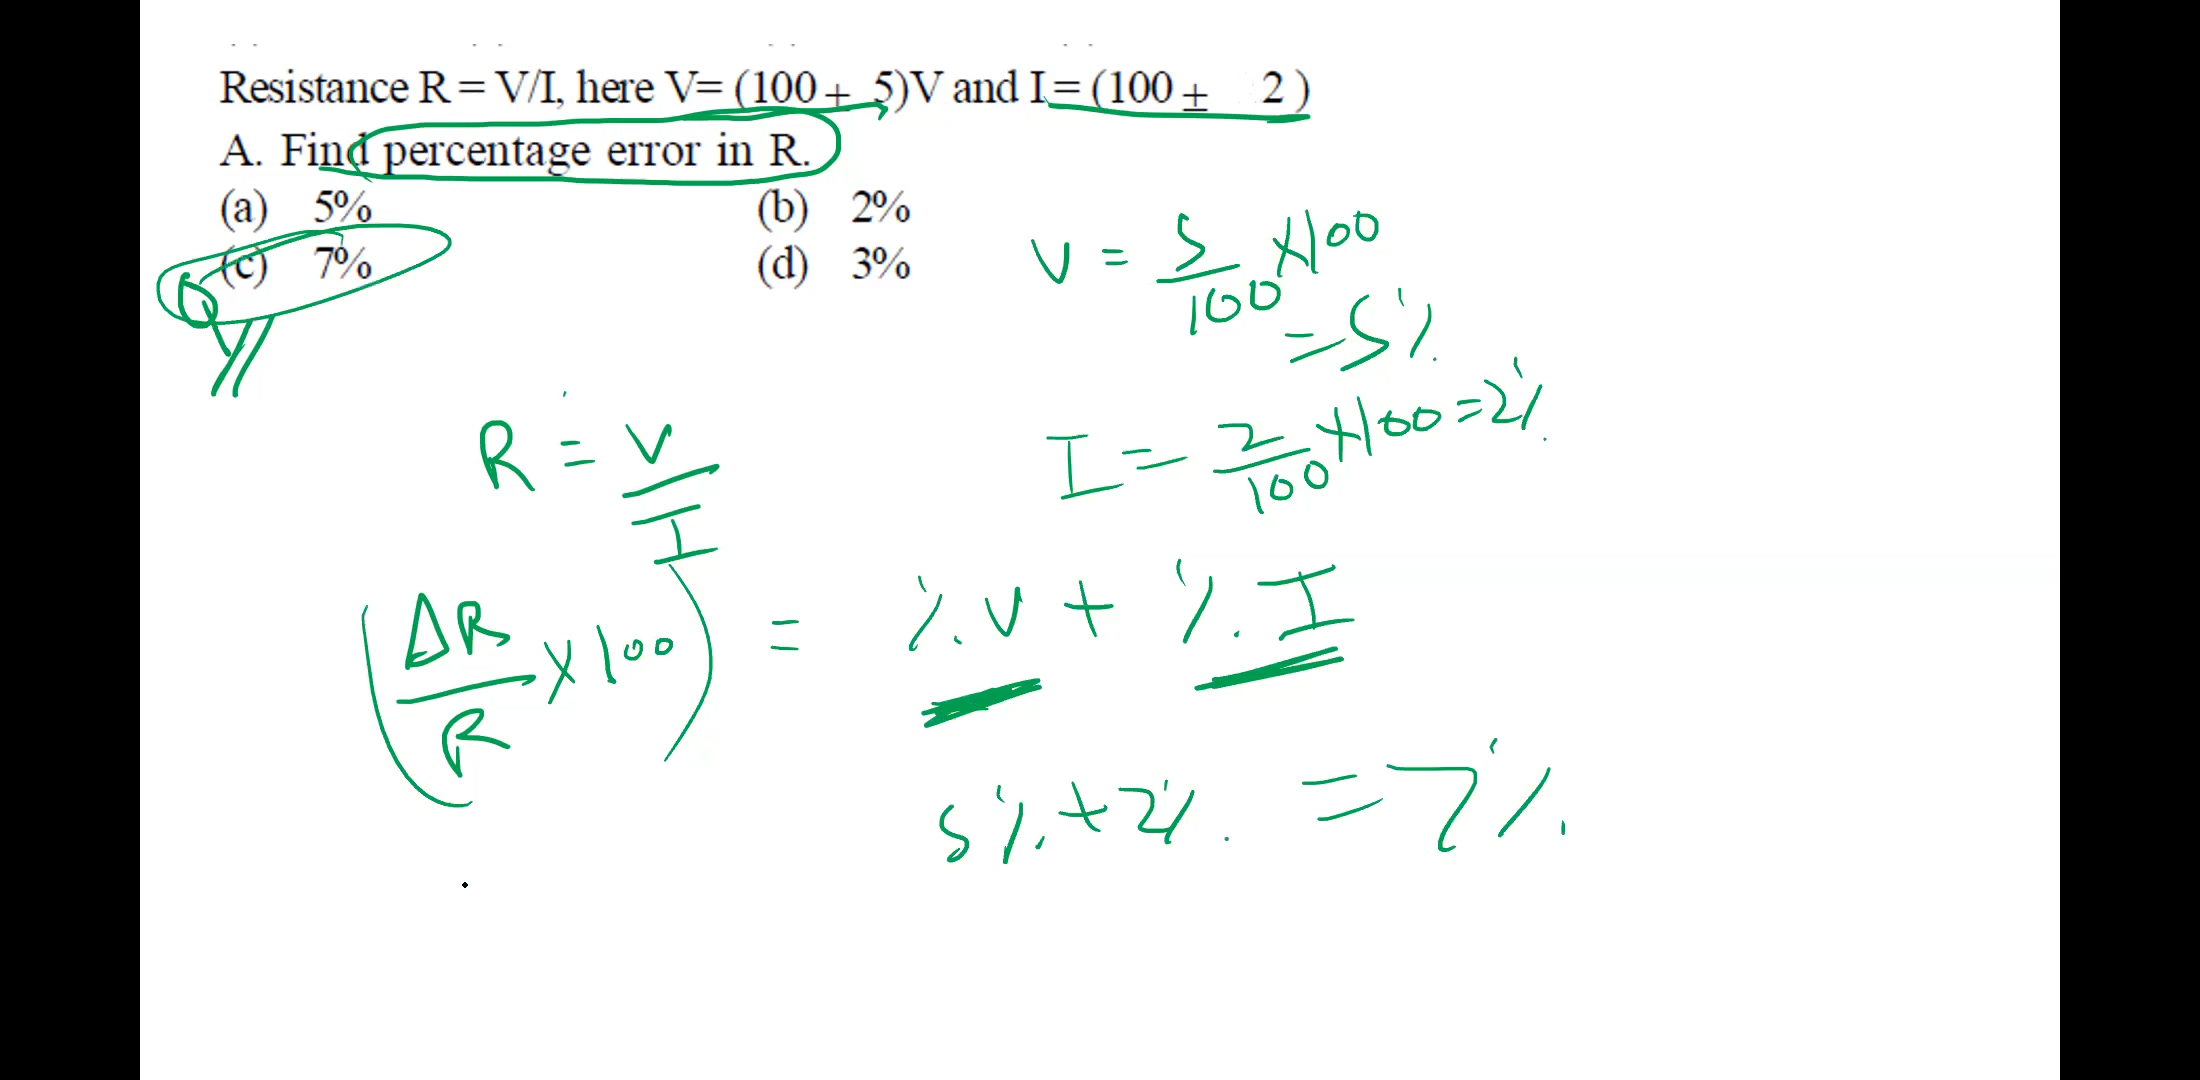 Resistance R = V/I, here V= (100 ± 5)V and I = (100 ± 2 )
A. Find percentage error in R.
(a) 5% (b) 2%
(c) 7% (d) 3%
V = 5/100 ×100
= 5%
I = 2/100 ×100 = 2%
R = V/I
(ΔR/R ×100) = %.V + %.I
5% + 2% = 7%